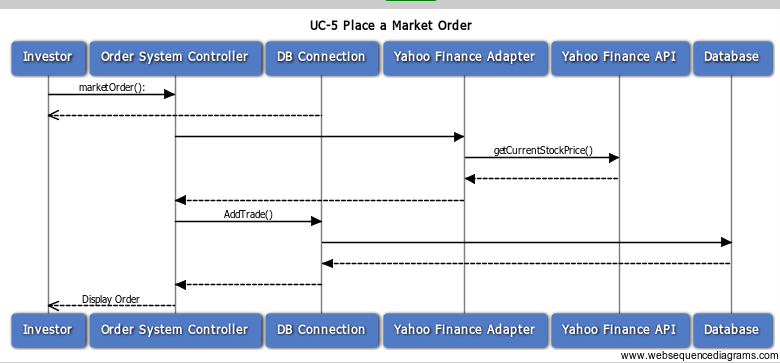 UC-5 Place a Market Order
Investor Order System Controller DB Connection Yahoo Finance Adapter Yahoo Finance API Database
marketOrder():
getCurrentStockPrice()
AddTrade()
Display Order
Investor Order System Controller DB Connection Yahoo Finance Adapter Yahoo Finance API Database
www.websequencediagrams.com